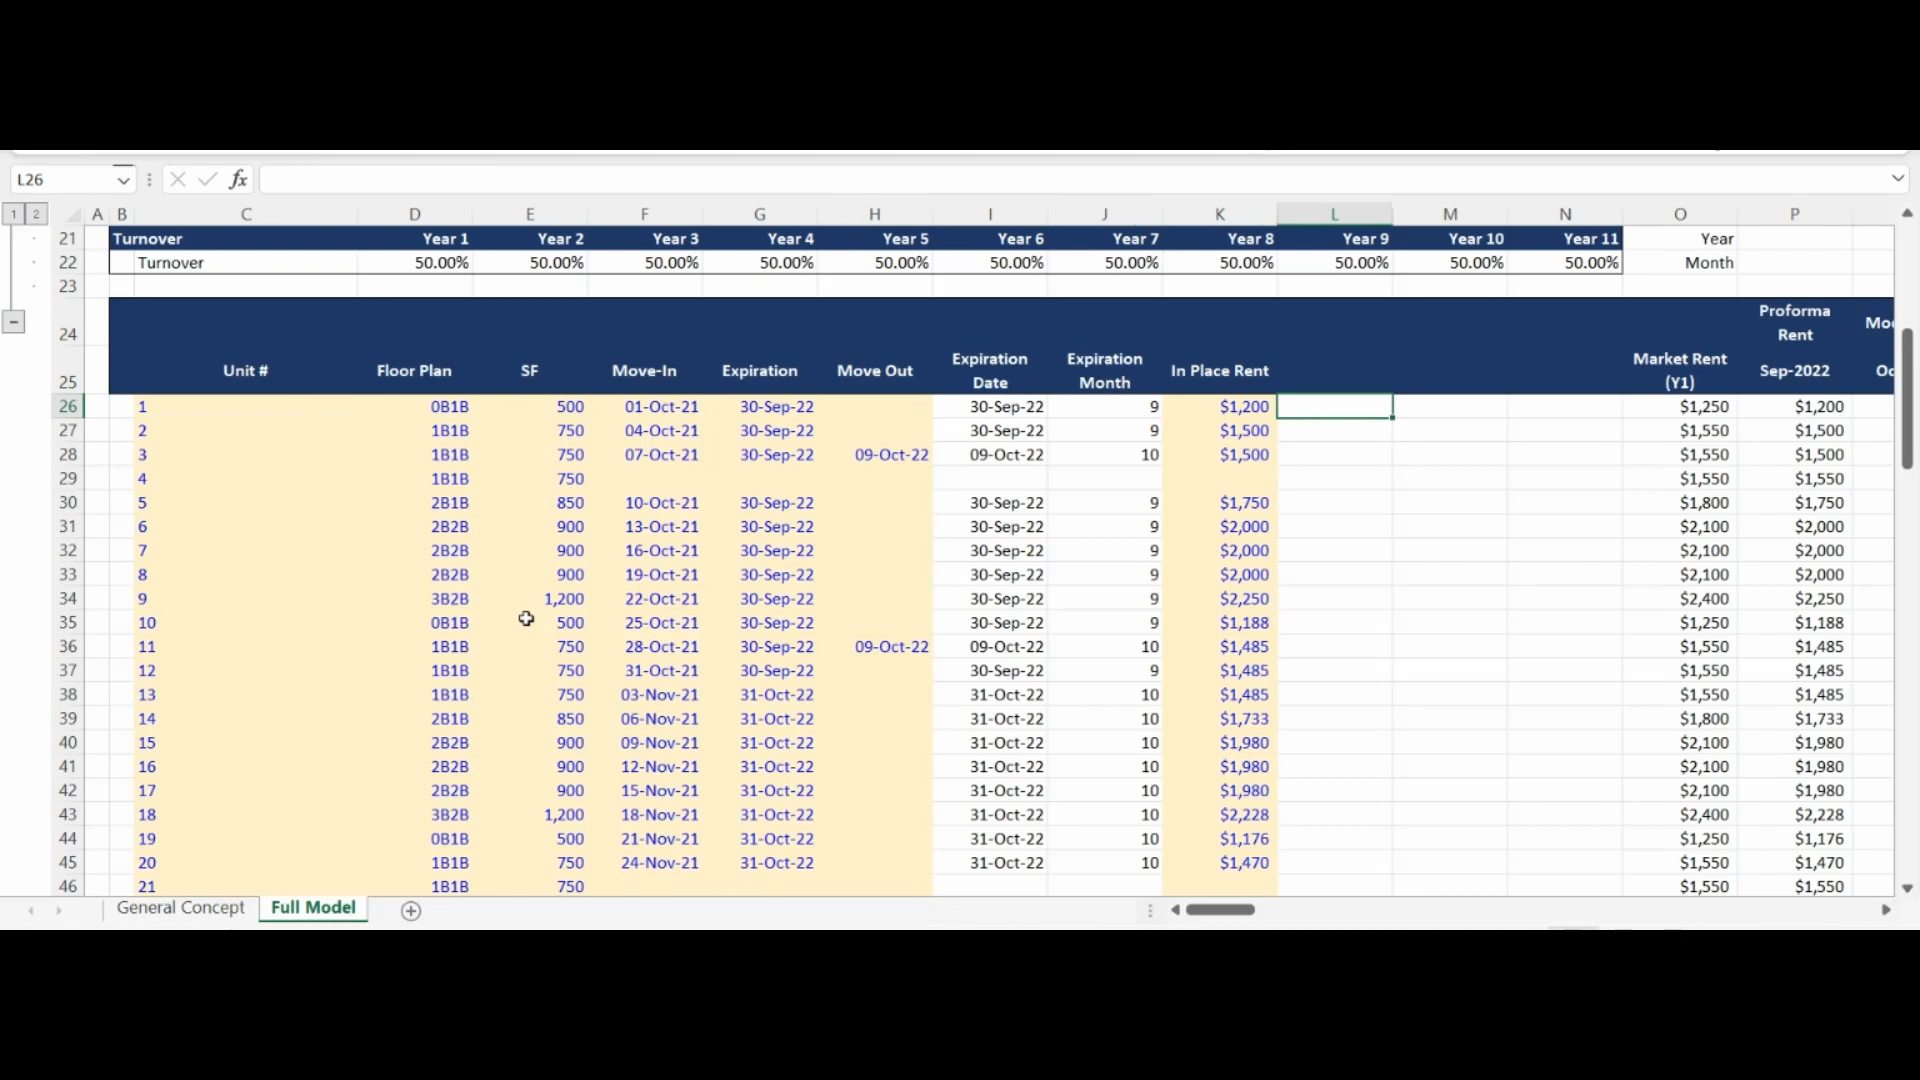 L26 fx
1 2 A B C D E F G H I J K L M N O P
21 Turnover Year 1 Year 2 Year 3 Year 4 Year 5 Year 6 Year 7 Year 8 Year 9 Year 10 Year 11 Year
22 Turnover 50.00% 50.00% 50.00% 50.00% 50.00% 50.00% 50.00% 50.00% 50.00% 50.00% 50.00% Month
23
24 Proforma Rent
25 Unit # Floor Plan SF Move-In Expiration Move Out Expiration Date Expiration Month In Place Rent Market Rent (Y1) Sep-2022
26 1 0B1B 500 01-Oct-21 30-Sep-22 30-Sep-22 9 $1,200 $1,250 $1,200
27 2 1B1B 750 04-Oct-21 30-Sep-22 30-Sep-22 9 $1,500 $1,550 $1,500
28 3 1B1B 750 07-Oct-21 30-Sep-22 09-Oct-22 09-Oct-22 10 $1,500 $1,550 $1,500
29 4 1B1B 750 $1,550 $1,550
30 5 2B1B 850 10-Oct-21 30-Sep-22 30-Sep-22 9 $1,750 $1,800 $1,750
31 6 2B2B 900 13-Oct-21 30-Sep-22 30-Sep-22 9 $2,000 $2,100 $2,000
32 7 2B2B 900 16-Oct-21 30-Sep-22 30-Sep-22 9 $2,000 $2,100 $2,000
33 8 2B2B 900 19-Oct-21 30-Sep-22 30-Sep-22 9 $2,000 $2,100 $2,000
34 9 3B2B 1,200 22-Oct-21 30-Sep-22 30-Sep-22 9 $2,250 $2,400 $2,250
35 10 0B1B 500 25-Oct-21 30-Sep-22 30-Sep-22 9 $1,188 $1,250 $1,188
36 11 1B1B 750 28-Oct-21 30-Sep-22 09-Oct-22 09-Oct-22 10 $1,485 $1,550 $1,485
37 12 1B1B 750 31-Oct-21 30-Sep-22 30-Sep-22 9 $1,485 $1,550 $1,485
38 13 1B1B 750 03-Nov-21 31-Oct-22 31-Oct-22 10 $1,485 $1,550 $1,485
39 14 2B1B 850 06-Nov-21 31-Oct-22 31-Oct-22 10 $1,733 $1,800 $1,733
40 15 2B2B 900 09-Nov-21 31-Oct-22 31-Oct-22 10 $1,980 $2,100 $1,980
41 16 2B2B 900 12-Nov-21 31-Oct-22 31-Oct-22 10 $1,980 $2,100 $1,980
42 17 2B2B 900 15-Nov-21 31-Oct-22 31-Oct-22 10 $1,980 $2,100 $1,980
43 18 3B2B 1,200 18-Nov-21 31-Oct-22 31-Oct-22 10 $2,228 $2,400 $2,228
44 19 0B1B 500 21-Nov-21 31-Oct-22 31-Oct-22 10 $1,176 $1,250 $1,176
45 20 1B1B 750 24-Nov-21 31-Oct-22 31-Oct-22 10 $1,470 $1,550 $1,470
46 21 1B1B 750 $1,550 $1,550
General Concept Full Model